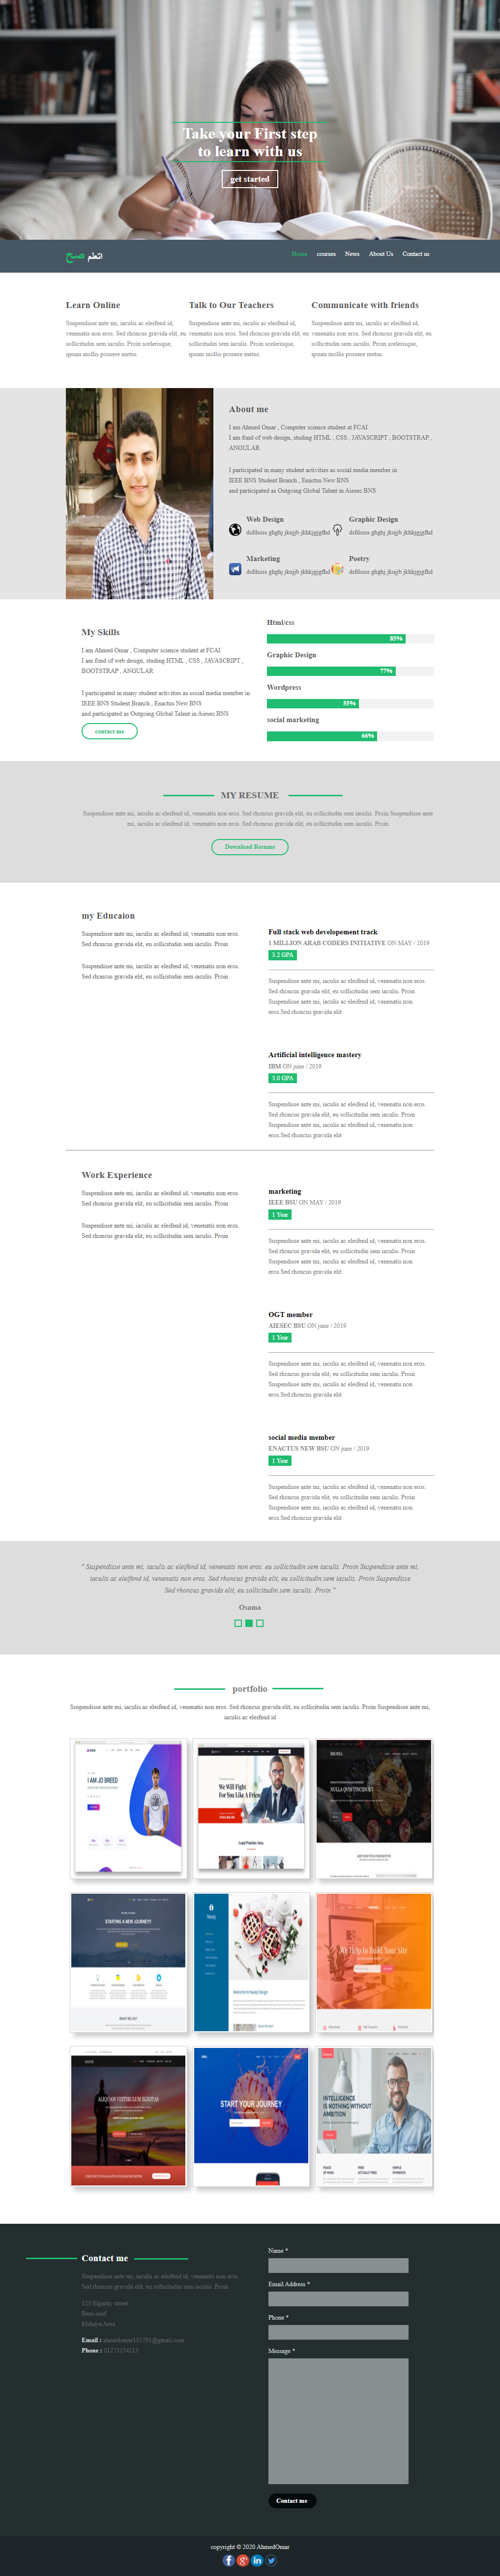 Take your First step
to learn with us
get started
اتعلم صح
Home courses News About Us Contact us
Learn Online
Suspendisse ante mi, iaculis ac eleifend id,
venenatis non eros. Sed rhoncus gravida elit, eu
sollicitudin sem iaculis. Proin scelerisque,
ipsum mollis posuere metus.
Talk to Our Teachers
Suspendisse ante mi, iaculis ac eleifend id,
venenatis non eros. Sed rhoncus gravida elit, eu
sollicitudin sem iaculis. Proin scelerisque,
ipsum mollis posuere metus.
Communicate with friends
Suspendisse ante mi, iaculis ac eleifend id,
venenatis non eros. Sed rhoncus gravida elit, eu
sollicitudin sem iaculis. Proin scelerisque,
ipsum mollis posuere metus.
About me
I am Ahmed Omar , Computer science student at FCAI
I am fond of web design, studing HTML , CSS , JAVASCRIPT , BOOTSTRAP ,
ANGULAR
I participated in many student activities as social media member in
IEEE BNS Student Branch , Enactus New BNS
and participated as Outgoing Global Talent in Aiesec BNS
Web Design
Graphic Design
Marketing
Poetry
My Skills
I am Ahmed Omar , Computer science student at FCAI
I am fond of web design, studing HTML , CSS , JAVASCRIPT ,
BOOTSTRAP , ANGULAR
I participated in many student activities as social media member in
IEEE BNS Student Branch , Enactus New BNS
and participated as Outgoing Global Talent in Aiesec BNS
contact me
Html/css
85%
Graphic Design
77%
Wordpress
55%
social marketing
66%
MY RESUME
Suspendisse ante mi, iaculis ac eleifend id, venenatis non eros. Sed rhoncus gravida elit, eu sollicitudin sem iaculis. Proin Suspendisse ante
mi, iaculis ac eleifend id, venenatis non eros. Sed rhoncus gravida elit, eu sollicitudin sem iaculis. Proin
Download Resume
my Educaion
Suspendisse ante mi, iaculis ac eleifend id, venenatis non eros.
Sed rhoncus gravida elit, eu sollicitudin sem iaculis. Proin
Suspendisse ante mi, iaculis ac eleifend id, venenatis non eros.
Sed rhoncus gravida elit, eu sollicitudin sem iaculis. Proin
Full stack web developement track
1 MILLION ARAB CODERS INITIATIVE ON MAY / 2019
3.2 GPA
Suspendisse ante mi, iaculis ac eleifend id, venenatis non eros.
Sed rhoncus gravida elit, eu sollicitudin sem iaculis. Proin
Suspendisse ante mi, iaculis ac eleifend id, venenatis non
eros.Sed rhoncus gravida elit
Artificial intelligence mastery
IBM ON june / 2019
3.0 GPA
Suspendisse ante mi, iaculis ac eleifend id, venenatis non eros.
Sed rhoncus gravida elit, eu sollicitudin sem iaculis. Proin
Suspendisse ante mi, iaculis ac eleifend id, venenatis non
eros.Sed rhoncus gravida elit
Work Experience
Suspendisse ante mi, iaculis ac eleifend id, venenatis non eros.
Sed rhoncus gravida elit, eu sollicitudin sem iaculis. Proin
Suspendisse ante mi, iaculis ac eleifend id, venenatis non eros.
Sed rhoncus gravida elit, eu sollicitudin sem iaculis. Proin
marketing
IEEE BSU ON MAY / 2019
1 Year
Suspendisse ante mi, iaculis ac eleifend id, venenatis non eros.
Sed rhoncus gravida elit, eu sollicitudin sem iaculis. Proin
Suspendisse ante mi, iaculis ac eleifend id, venenatis non
eros.Sed rhoncus gravida elit
OGT member
AIESEC BSU ON june / 2019
1 Year
Suspendisse ante mi, iaculis ac eleifend id, venenatis non eros.
Sed rhoncus gravida elit, eu sollicitudin sem iaculis. Proin
Suspendisse ante mi, iaculis ac eleifend id, venenatis non
eros.Sed rhoncus gravida elit
social media member
ENACTUS NEW BSU ON june / 2019
1 Year
Suspendisse ante mi, iaculis ac eleifend id, venenatis non eros.
Sed rhoncus gravida elit, eu sollicitudin sem iaculis. Proin
Suspendisse ante mi, iaculis ac eleifend id, venenatis non
eros.Sed rhoncus gravida elit
" Suspendisse ante mi, iaculis ac eleifend id, venenatis non eros. eu sollicitudin sem iaculis. Proin Suspendisse ante mi,
iaculis ac eleifend id, venenatis non eros. Sed rhoncus gravida elit, eu sollicitudin sem iaculis. Proin Suspendisse
Sed rhoncus gravida elit, eu sollicitudin sem iaculis. Proin "
Osama
portfolio
Suspendisse ante mi, iaculis ac eleifend id, venenatis non eros. Sed rhoncus gravida elit, eu sollicitudin sem iaculis. Proin Suspendisse ante mi,
iaculis ac eleifend id
I AM JO BREED
We Will Fight
For You Like A Friend
NULLA QUIS TINCIDUNT
STARTING A NEW JOURNEY!
WHAT WE DO?
Welcome to Neaty Design
We Help to Build Your Site
ALIQUAM VESTIBULUM EGESTAS
START YOUR JOURNEY
INTELLIGENCE
IS NOTHING WITHOUT
AMBITION
Contact me
Suspendisse ante mi, iaculis ac eleifend id, venenatis non eros.
Sed rhoncus gravida elit, eu sollicitudin sem iaculis. Proin
123 Elgazhy street
Beni-suef
Elshaya Area
Email : ahmedomar135791@gmail.com
Phone : 01273354213
Name *
Email Address *
Phone *
Message *
Contact me
copyright © 2020 AhmedOmar